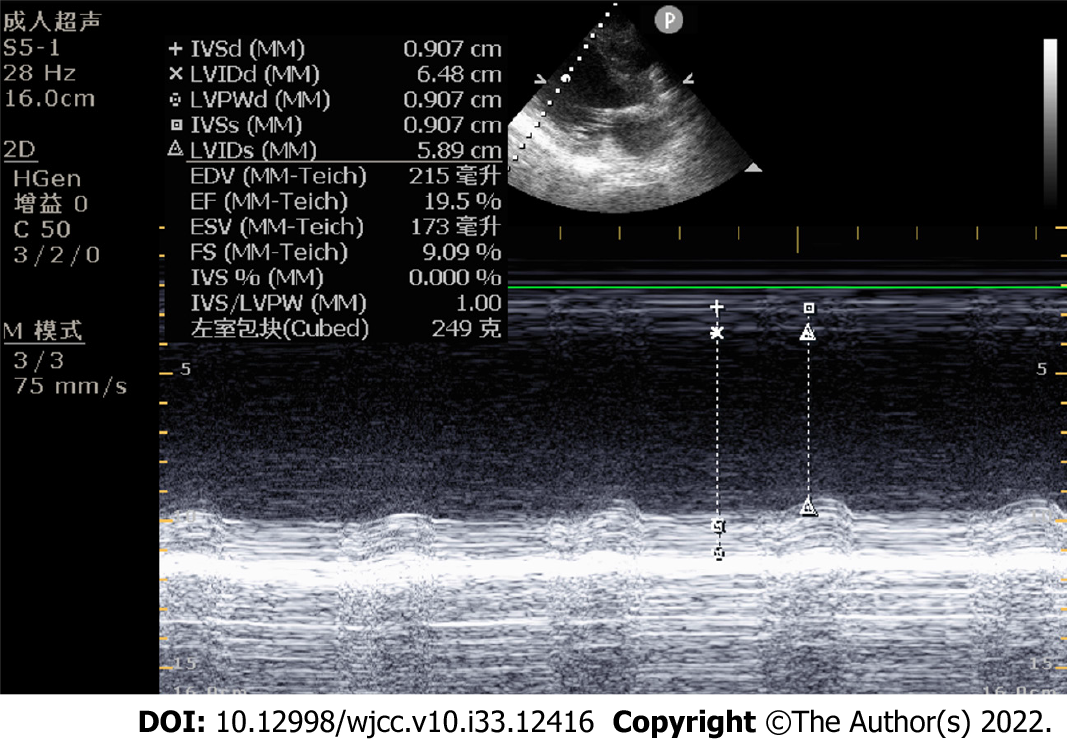 成人超声
S5-1
28 Hz
16.0cm
2D
HGen
增益 0
C 50
3/2/0
M 模式
3/3
75 mm/s
P
+ IVSd (MM) 0.907 cm
× LVIDd (MM) 6.48 cm
LVPWd (MM) 0.907 cm
IVSs (MM) 0.907 cm
LVIDs (MM) 5.89 cm
EDV (MM-Teich) 215 毫升
EF (MM-Teich) 19.5 %
ESV (MM-Teich) 173 毫升
FS (MM-Teich) 9.09 %
IVS % (MM) 0.000 %
IVS/LVPW (MM) 1.00
左室包块(Cubed) 249 克
5 5
15 15
16.0cm 16.0cm
DOI: 10.12998/wjcc.v10.i33.12416 Copyright ©The Author(s) 2022.